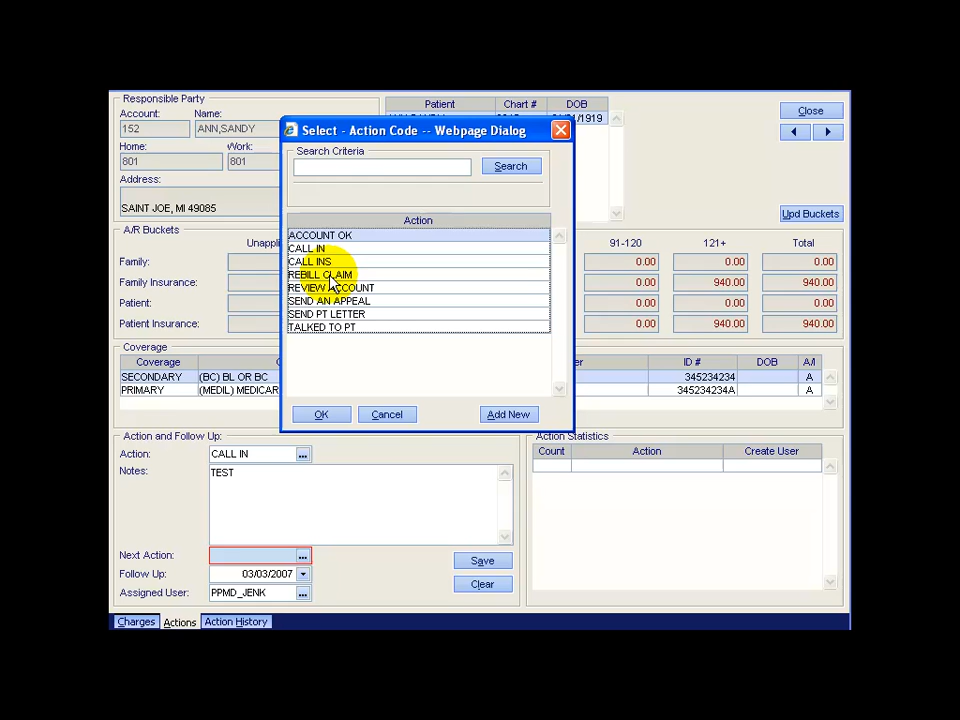 Responsible Party
Account:
Name:
152
ANN,SANDY
Home:
Work:
801
801
Address:
SAINT JOE, MI 49085
Patient
Chart #
DOB
Close
Upd Buckets
Select - Action Code -- Webpage Dialog
Search Criteria
Search
Action
ACCOUNT OK
CALL IN
CALL INS
REBILL CLAIM
REVIEW ACCOUNT
SEND AN APPEAL
SEND PT LETTER
TALKED TO PT
OK
Cancel
Add New
A/R Buckets
91-120
121+
Total
Family:
0.00
0.00
0.00
Family Insurance:
0.00
940.00
940.00
Patient:
0.00
0.00
0.00
Patient Insurance:
0.00
940.00
940.00
Coverage
Coverage
ID #
DOB
A/I
SECONDARY
(BC) BL OR BC
345234234
A
PRIMARY
(MEDIL) MEDICAR
345234234A
A
Action and Follow Up:
Action:
CALL IN
...
Notes:
TEST
Next Action:
...
Follow Up:
03/03/2007
Assigned User:
PPMD_JENK
...
Save
Clear
Action Statistics
Count
Action
Create User
Charges
Actions
Action History